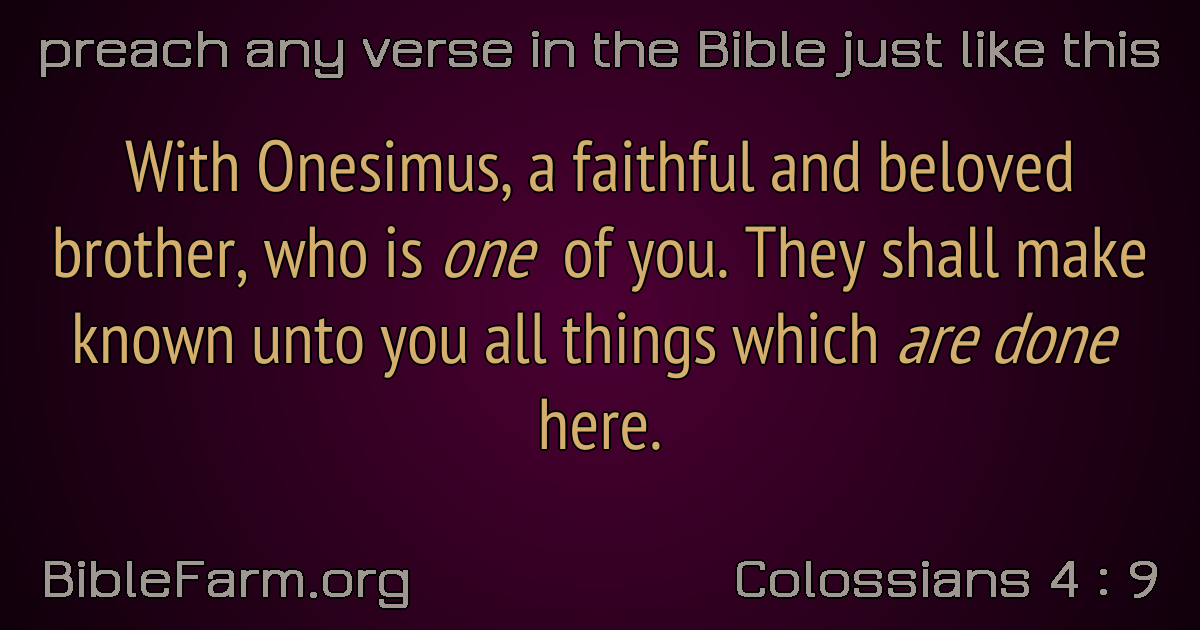 preach any verse in the Bible just like this
With Onesimus, a faithful and beloved
brother, who is one of you. They shall make
known unto you all things which are done
here.
BibleFarm.org
Colossians 4 : 9